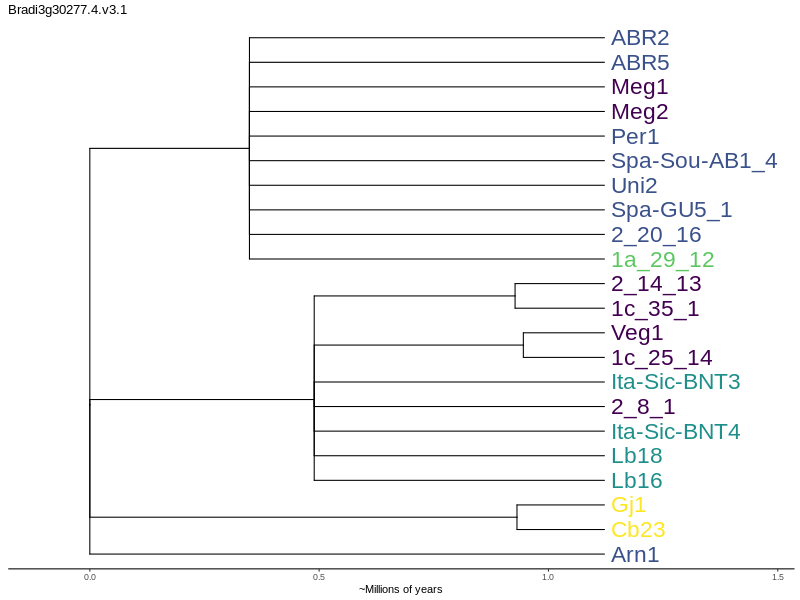 Bradi3g30277.4.v3.1
ABR2
ABR5
Meg1
Meg2
Per1
Spa-Sou-AB1_4
Uni2
Spa-GU5_1
2_20_16
1a_29_12
2_14_13
1c_35_1
Veg1
1c_25_14
Ita-Sic-BNT3
2_8_1
Ita-Sic-BNT4
Lb18
Lb16
Gj1
Cb23
Arn1
0.0 0.5 1.0 1.5
~Millions of years